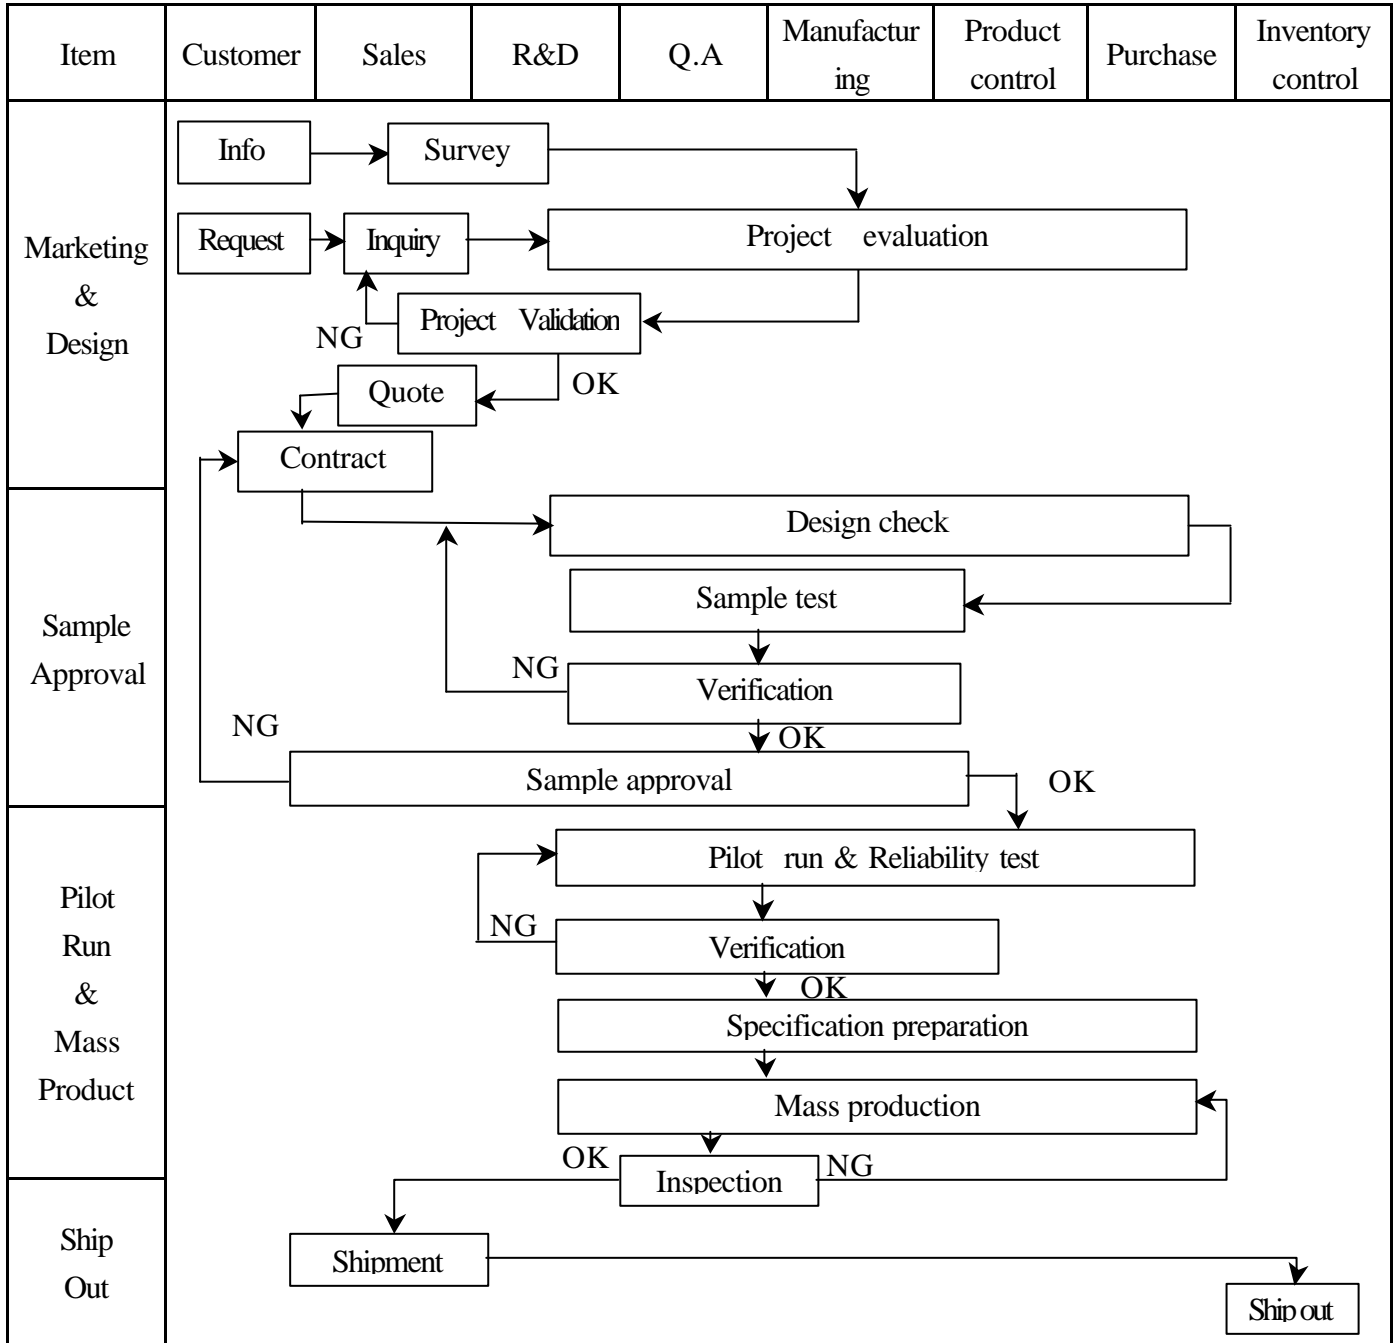 Item
Customer
Sales
R&D
Q.A
Manufactur
ing
Product
control
Purchase
Inventory
control
Marketing
&
Design
Info
Survey
Request
Inquiry
Project evaluation
NG
Project Validation
OK
Quote
Contract
Sample
Approval
Design check
Sample test
NG
Verification
NG
OK
Sample approval
OK
Pilot
Run
&
Mass
Product
Pilot run & Reliability test
NG
Verification
OK
Specification preparation
Mass production
OK
Inspection
NG
Ship
Out
Shipment
Ship out